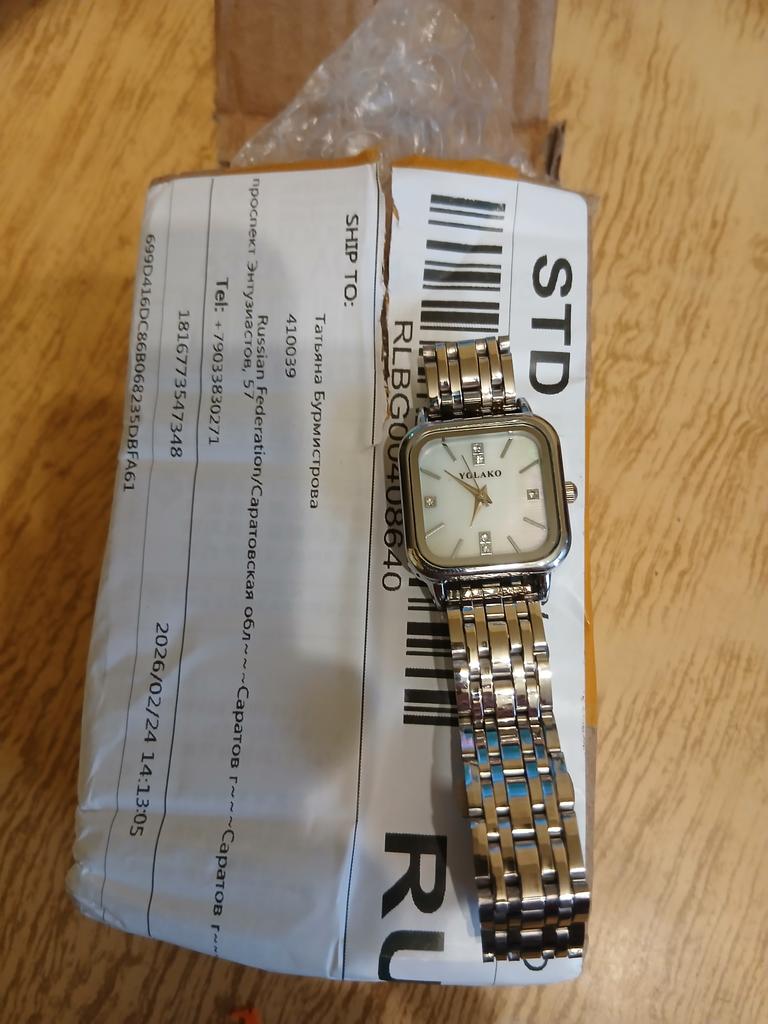 STD
RLBG00408640
RU
SHIP TO:
Татьяна Бурмистрова
410039
Russian Federation/Саратовская обл~~~Саратов г~~~Саратов г~~
проспект Энтузиастов, 57
Tel: +79033830271
1816773547348
2026/02/24 14:13:05
699D416DC86B068235DBFA61
YOLAKO